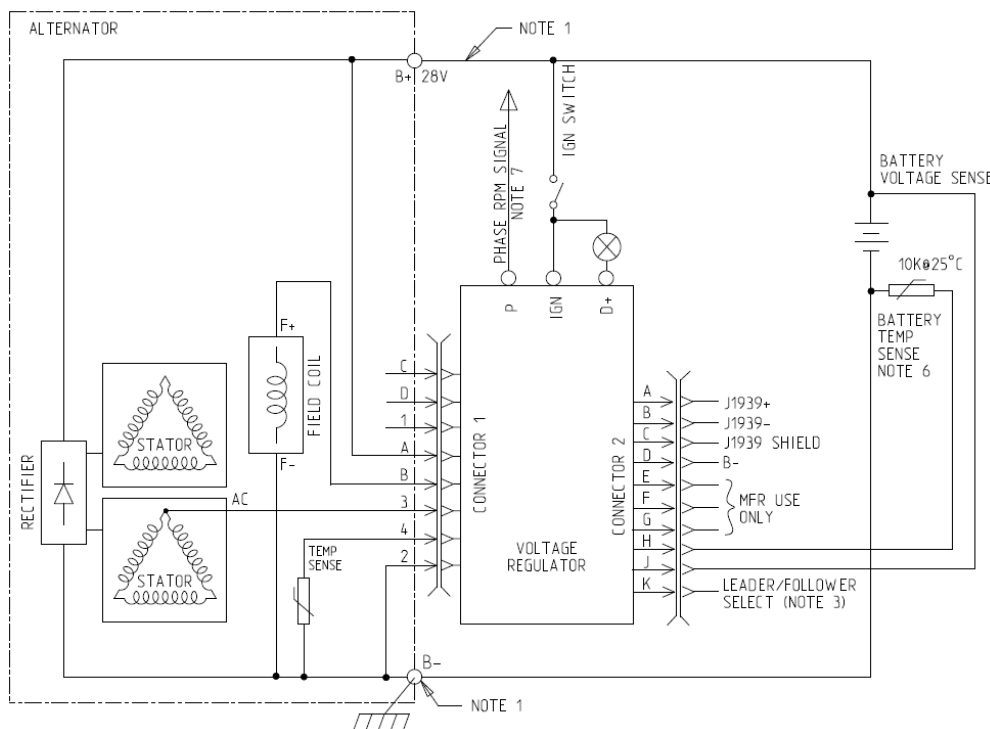 ALTERNATOR
NOTE 1
B+ 28V
IGN SWITCH
PHASE RPM SIGNAL
NOTE 7
BATTERY
VOLTAGE SENSE
10K@25°C
BATTERY
TEMP
SENSE
NOTE 6
P
IGN
D+
F+
FIELD COIL
F-
C
D
1
A
B
3
4
2
CONNECTOR 1
VOLTAGE
REGULATOR
CONNECTOR 2
A
B
C
D
E
F
G
H
J
K
J1939+
J1939-
J1939 SHIELD
B-
MFR USE
ONLY
LEADER/FOLLOWER
SELECT (NOTE 3)
RECTIFIER
STATOR
AC
STATOR
TEMP
SENSE
B-
NOTE 1